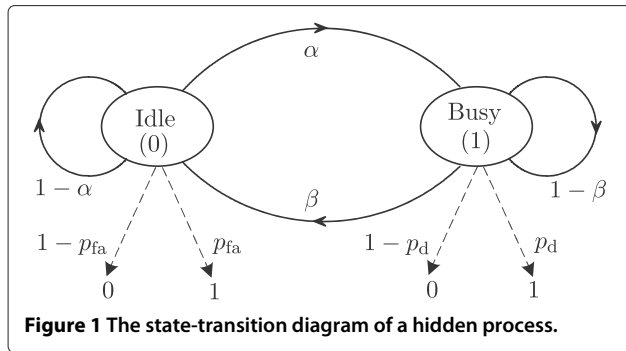 α
Idle
(0)
Busy
(1)
1 − α
β
1 − β
1 − p_fa
p_fa
1 − p_d
p_d
0
1
0
1
Figure 1 The state-transition diagram of a hidden process.